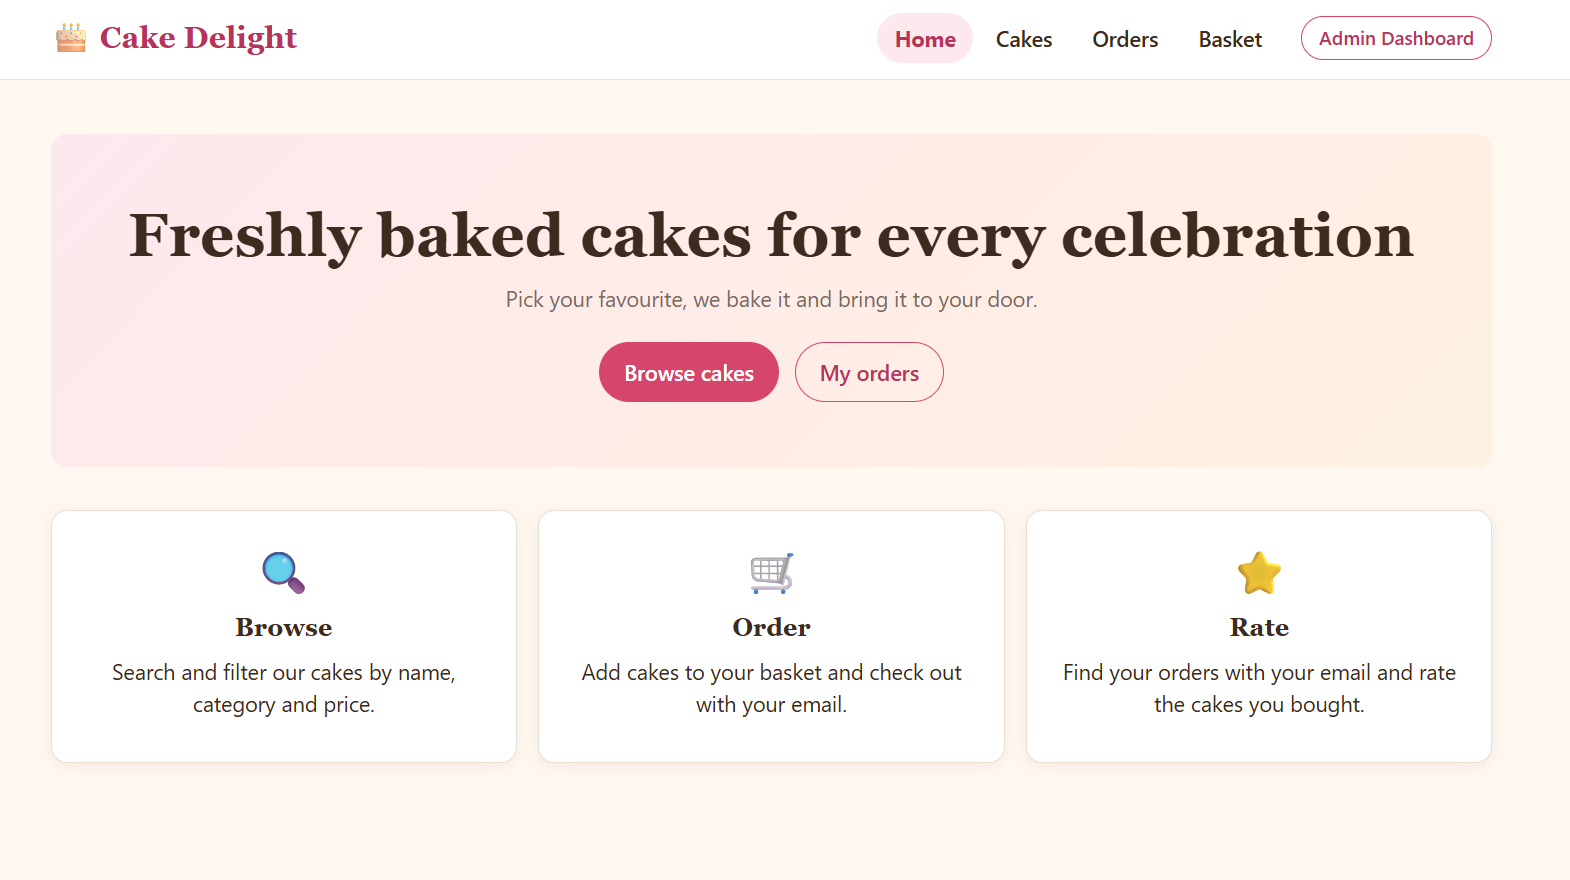 Cake Delight
Home
Cakes
Orders
Basket
Admin Dashboard
Freshly baked cakes for every celebration
Pick your favourite, we bake it and bring it to your door.
Browse cakes
My orders
Browse
Search and filter our cakes by name,
category and price.
Order
Add cakes to your basket and check out
with your email.
Rate
Find your orders with your email and rate
the cakes you bought.